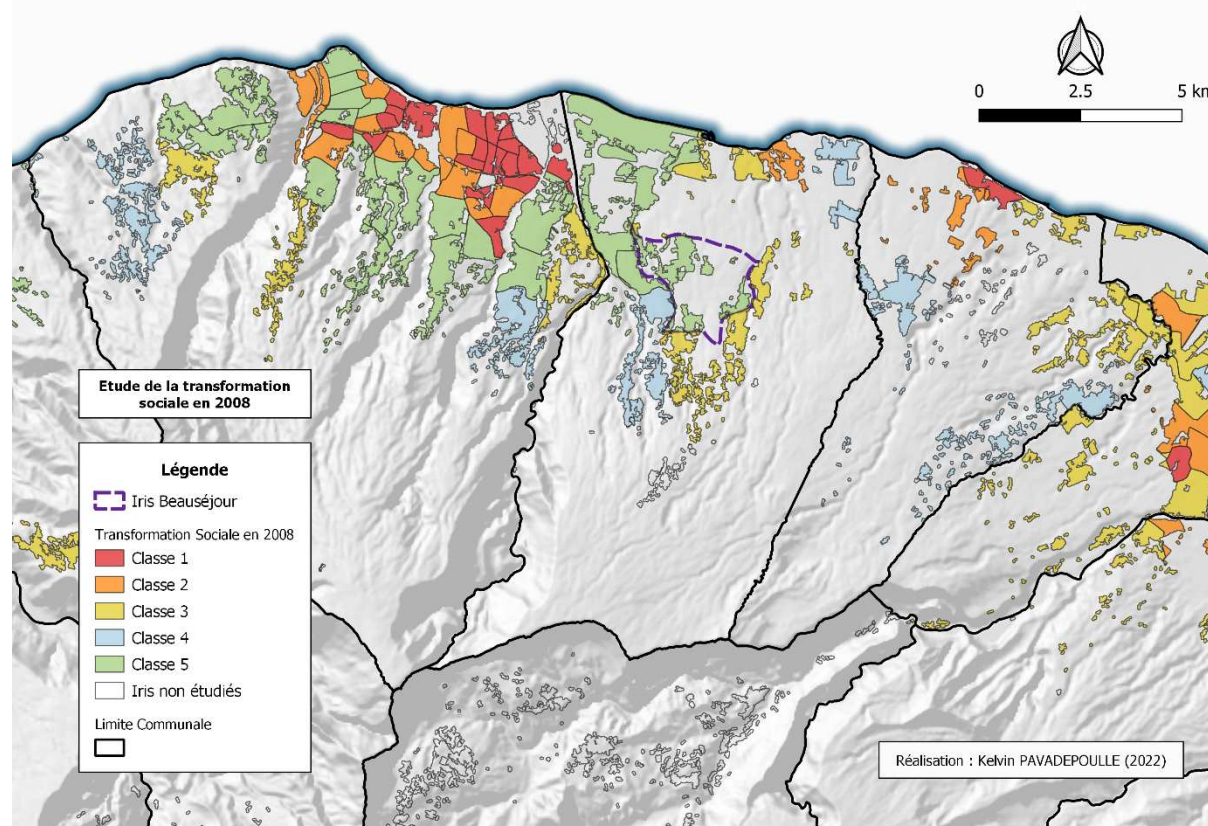 0
2.5
5 km
Etude de la transformation
sociale en 2008
Légende
Iris Beauséjour
Transformation Sociale en 2008
Classe 1
Classe 2
Classe 3
Classe 4
Classe 5
Iris non étudiés
Limite Communale
Réalisation : Kelvin PAVADEPOULLE (2022)